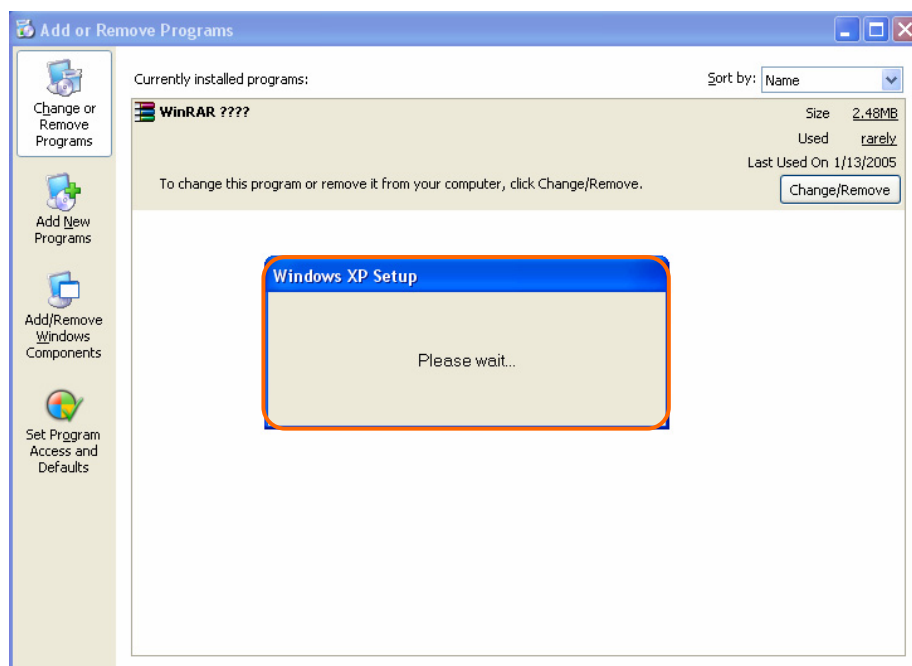 Add or Remove Programs
Change or
Remove
Programs
Add New
Programs
Add/Remove
Windows
Components
Set Program
Access and
Defaults
Currently installed programs:
Sort by: Name
WinRAR ????
Size 2.48MB
Used rarely
Last Used On 1/13/2005
To change this program or remove it from your computer, click Change/Remove.
Change/Remove
Windows XP Setup
Please wait...